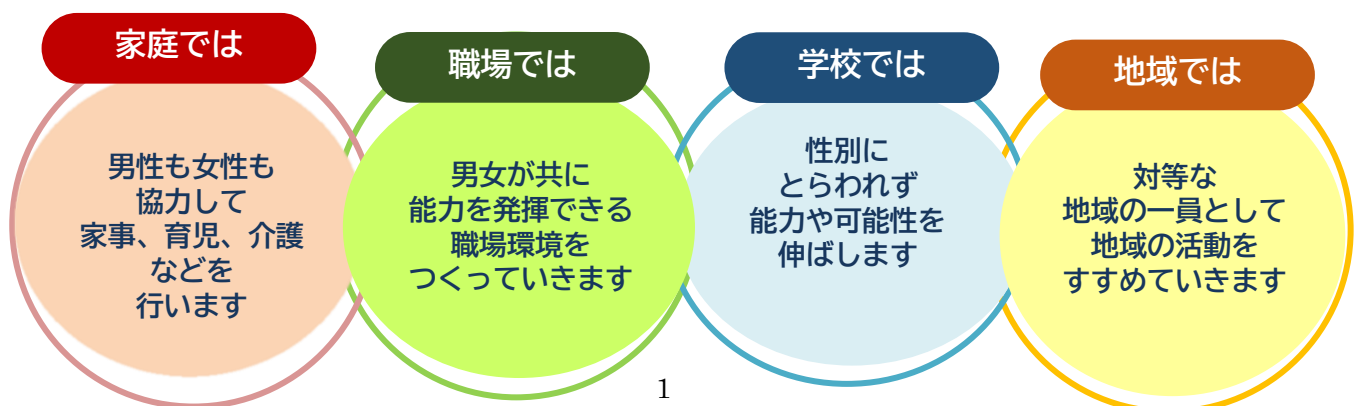 家庭では
男性も女性も
協力して
家事、育児、介護
などを
行います
職場では
男女が共に
能力を発揮できる
職場環境を
つくっていきます
学校では
性別に
とらわれず
能力や可能性を
伸ばします
地域では
対等な
地域の一員として
地域の活動を
すすめていきます
1